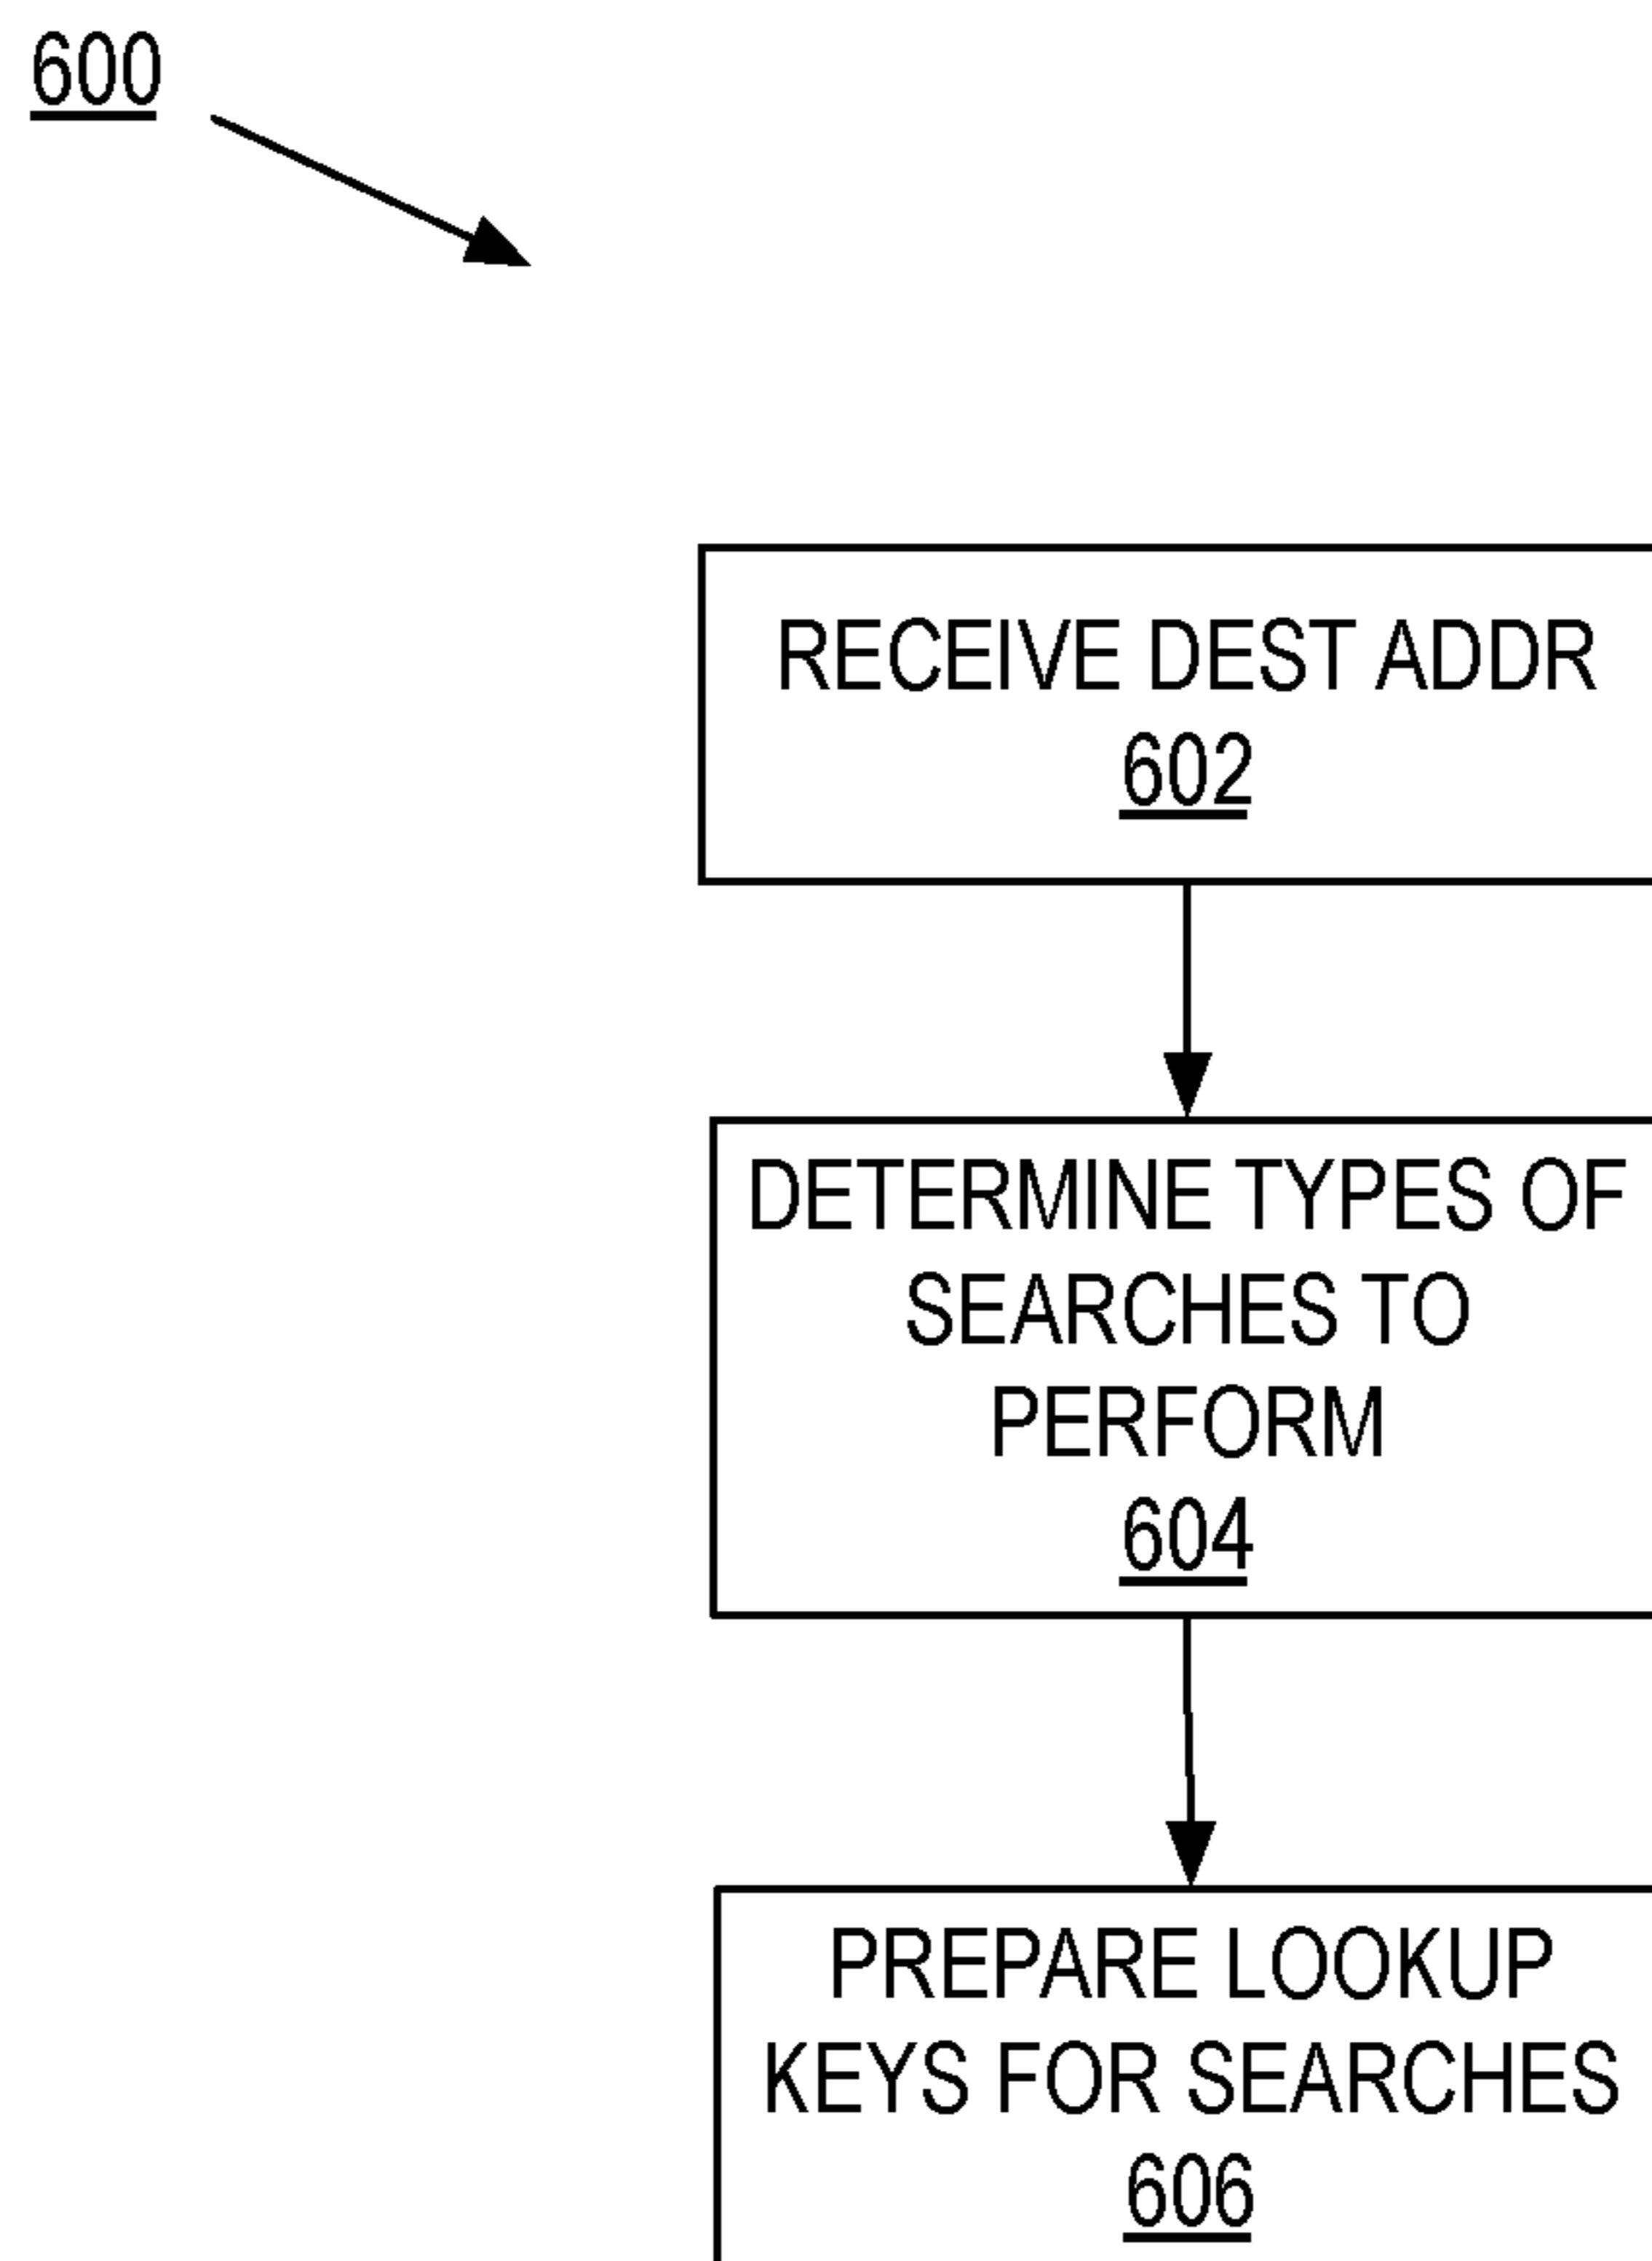 600
RECEIVE DEST ADDR
602
DETERMINE TYPES OF
SEARCHES TO
PERFORM
604
PREPARE LOOKUP
KEYS FOR SEARCHES
606